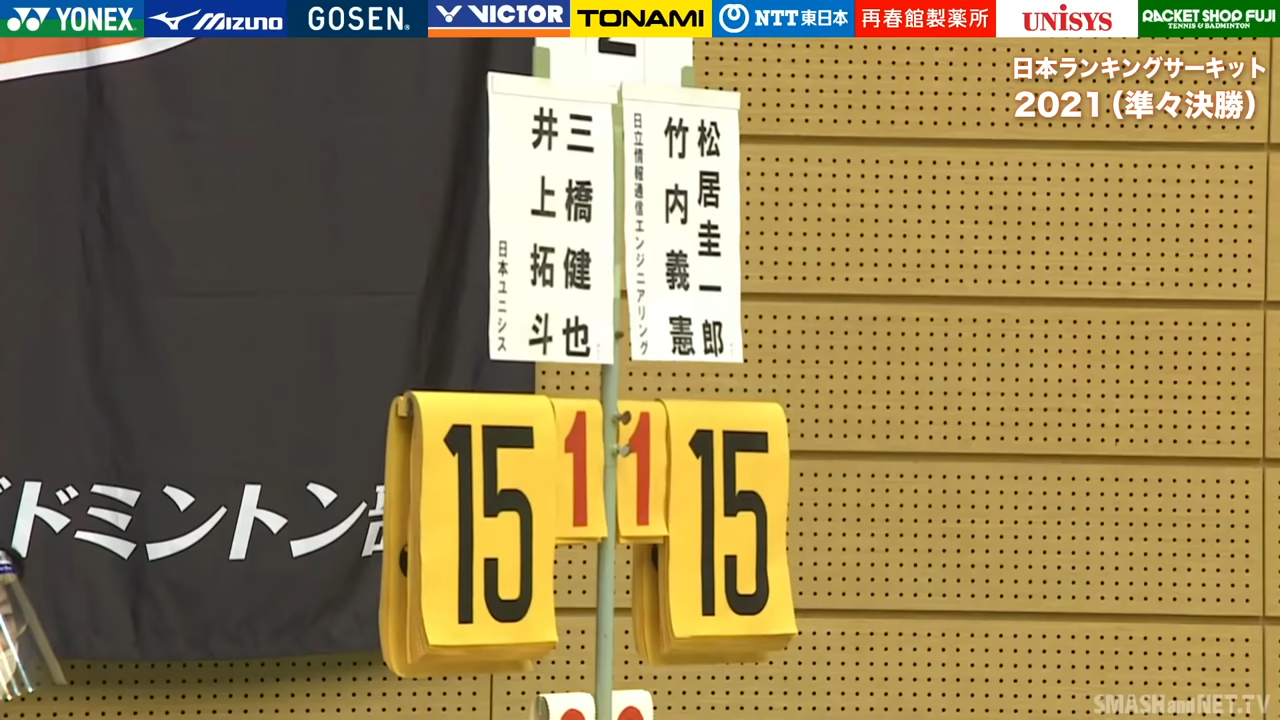 YONEX
MIZUNO
GOSEN
VICTOR
TONAMI
NTT東日本
再春館製薬所
UNISYS
RACKET SHOP FUJI
TENNIS & BADMINTON
日本ランキングサーキット
2021(準々決勝)
三橋健也
井上拓斗
日本ユニシス
松居圭一郎
竹内義憲
日立情報通信エンジニアリング
15 1 1 15
ドミントン
SMASHandNET.TV